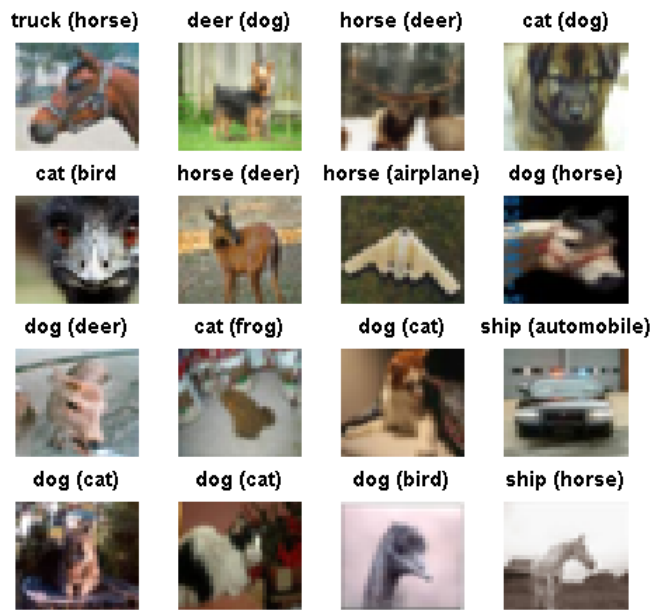 truck (horse) deer (dog) horse (deer) cat (dog)
cat (bird horse (deer) horse (airplane) dog (horse)
dog (deer) cat (frog) dog (cat) ship (automobile)
dog (cat) dog (cat) dog (bird) ship (horse)